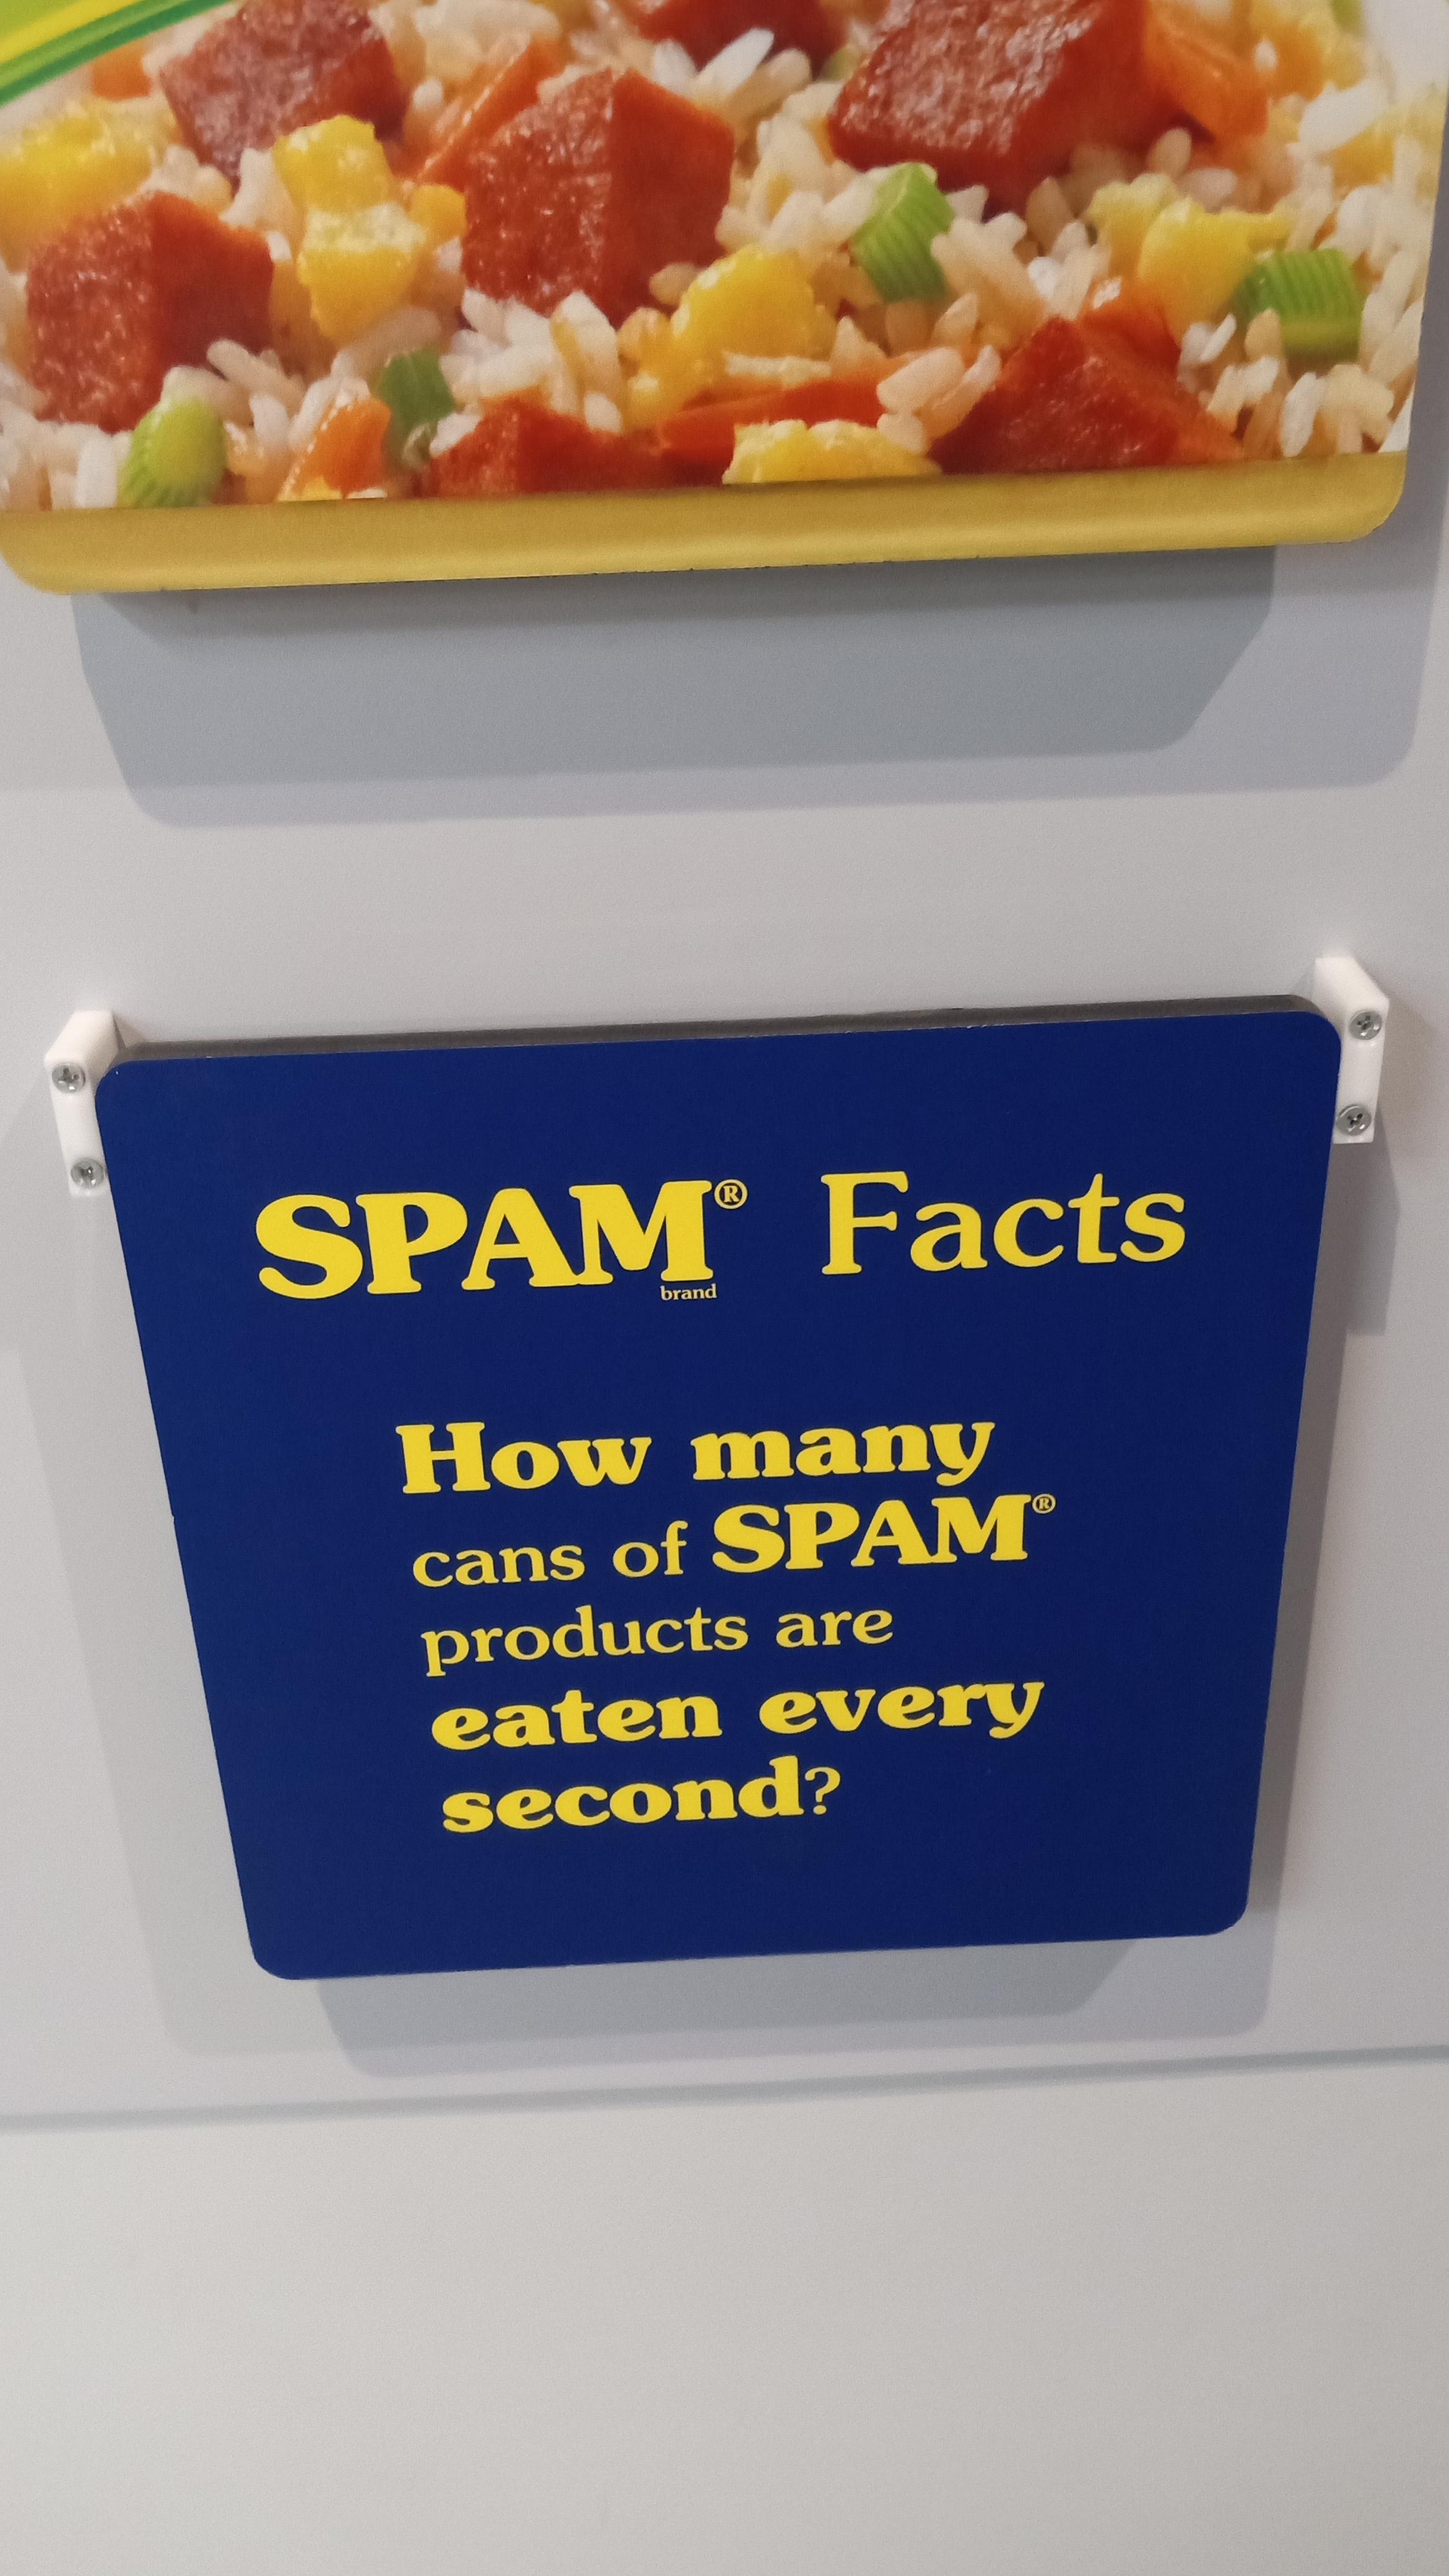 SPAM® Facts
brand
How many
cans of SPAM®
products are
eaten every
second?